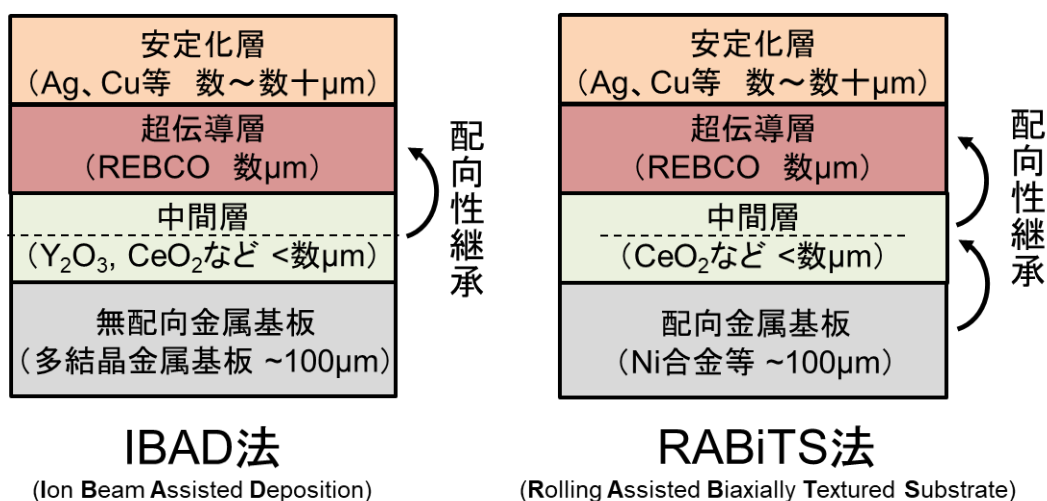 安定化層
（Ag、Cu等　数～数十μm）
超伝導層
（REBCO　数μm）
中間層
（Y₂O₃, CeO₂など <数μm）
無配向金属基板
（多結晶金属基板 ~100μm）
配向性継承
IBAD法
(Ion Beam Assisted Deposition)
安定化層
（Ag、Cu等　数～数十μm）
超伝導層
（REBCO　数μm）
中間層
（CeO₂など <数μm）
配向金属基板
（Ni合金等 ~100μm）
配向性継承
RABiTS法
(Rolling Assisted Biaxially Textured Substrate)